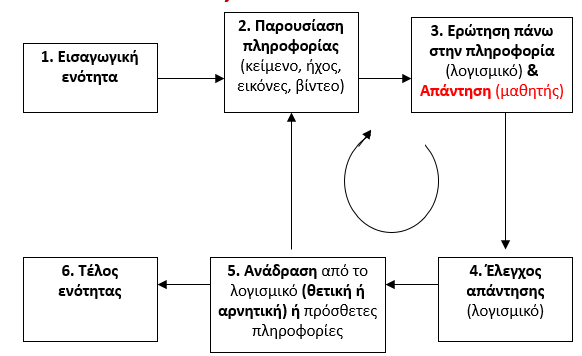 1. Εισαγωγική
ενότητα
2. Παρουσίαση
πληροφορίας
(κείμενο, ήχος,
εικόνες, βίντεο)
3. Ερώτηση πάνω
στην πληροφορία
(λογισμικό) &
Απάντηση (μαθητής)
6. Τέλος
ενότητας
5. Ανάδραση από το
λογισμικό (θετική ή
αρνητική) ή πρόσθετες
πληροφορίες
4. Έλεγχος
απάντησης
(λογισμικό)